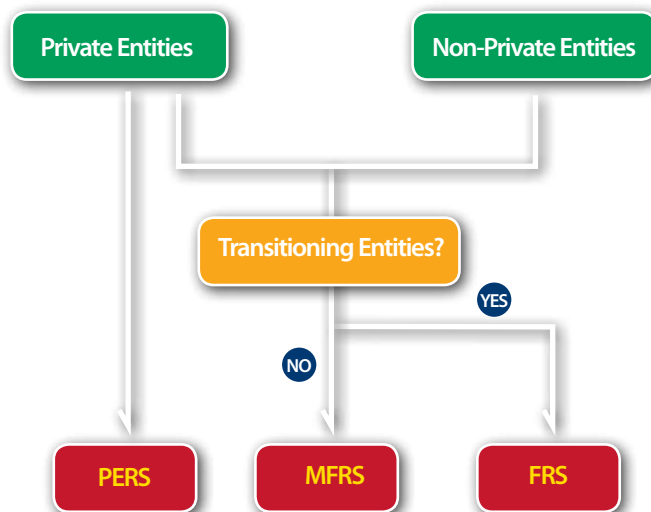 Private Entities
Non-Private Entities
Transitioning Entities?
YES
NO
PERS
MFRS
FRS